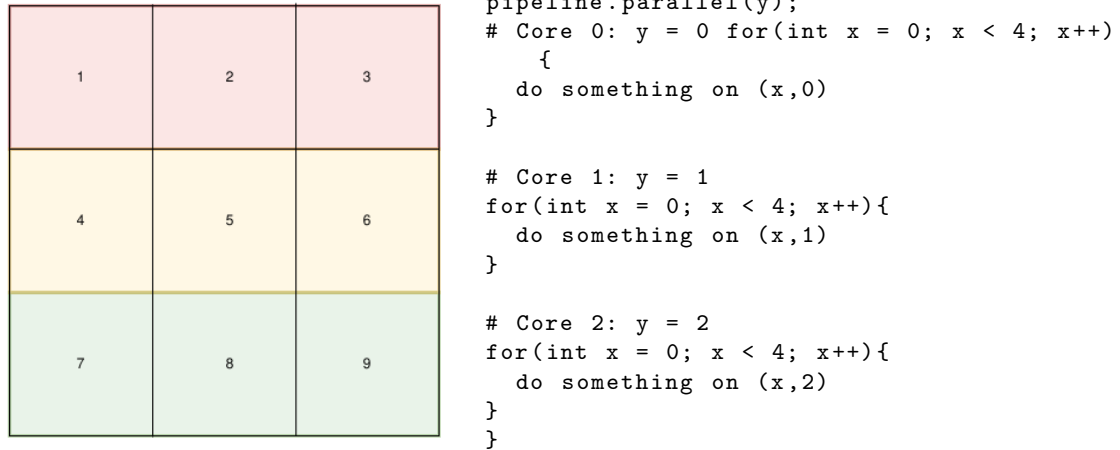 1 2 3
4 5 6
7 8 9
pipeline.parallel(y);
# Core 0: y = 0 for(int x = 0; x < 4; x++)
{
do something on (x,0)
}
# Core 1: y = 1
for(int x = 0; x < 4; x++){
do something on (x,1)
}
# Core 2: y = 2
for(int x = 0; x < 4; x++){
do something on (x,2)
}
}